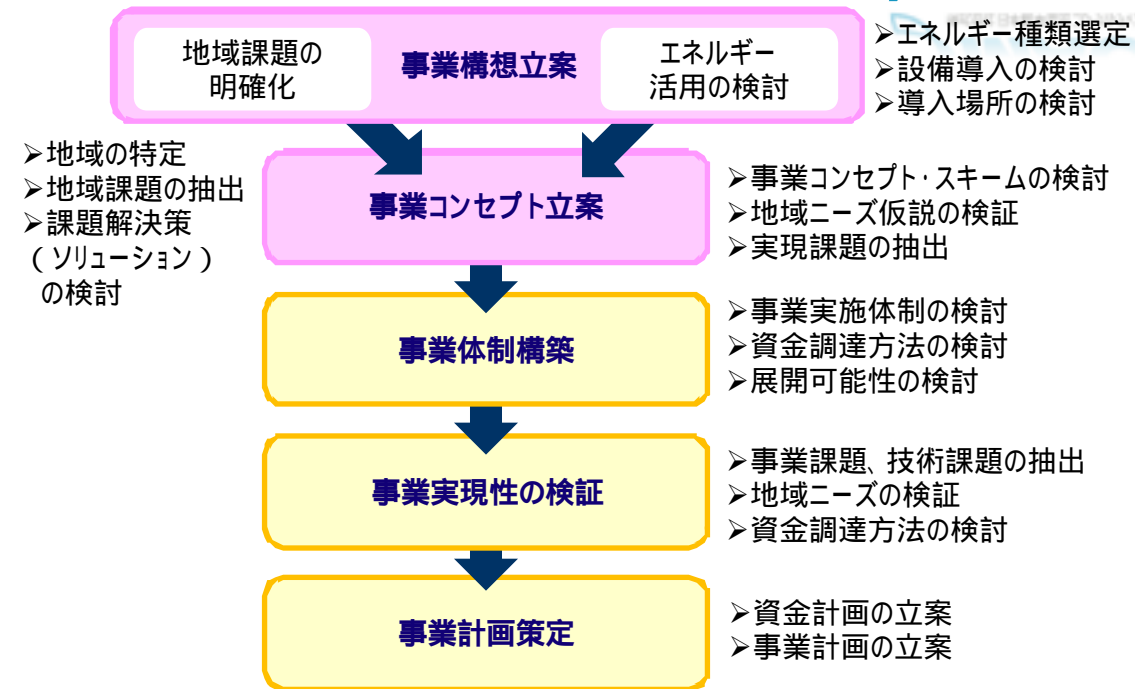 地域課題の
明確化
事業構想立案
エネルギー
活用の検討
➢エネルギー種類選定
➢設備導入の検討
➢導入場所の検討
➢地域の特定
➢地域課題の抽出
➢課題解決策
（ソリューション）
の検討
事業コンセプト立案
➢事業コンセプト・スキームの検討
➢地域ニーズ仮説の検証
➢実現課題の抽出
事業体制構築
➢事業実施体制の検討
➢資金調達方法の検討
➢展開可能性の検討
事業実現性の検証
➢事業課題、技術課題の抽出
➢地域ニーズの検証
➢資金調達方法の検討
事業計画策定
➢資金計画の立案
➢事業計画の立案